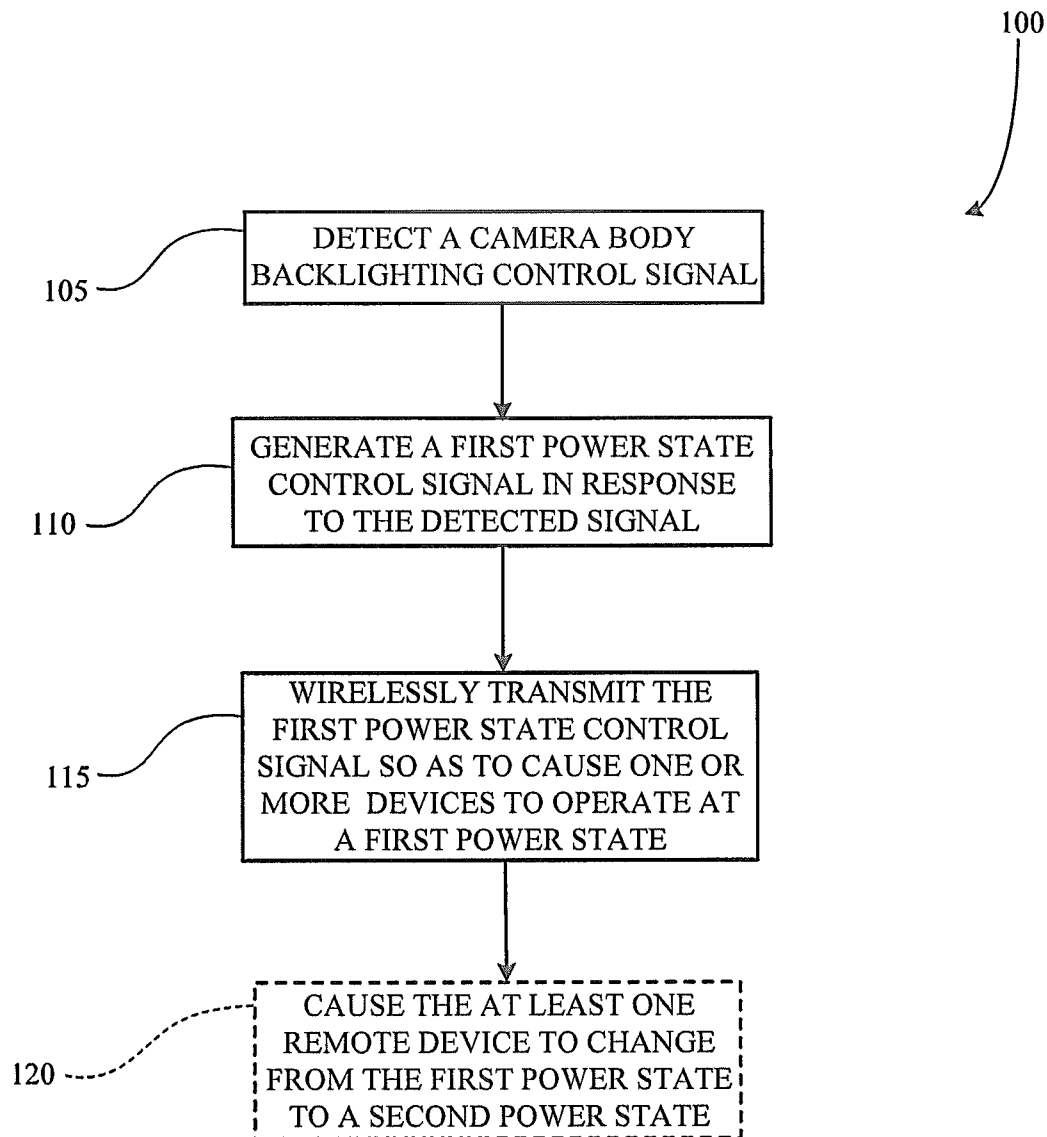 100
DETECT A CAMERA BODY
BACKLIGHTING CONTROL SIGNAL
105
GENERATE A FIRST POWER STATE
CONTROL SIGNAL IN RESPONSE
TO THE DETECTED SIGNAL
110
WIRELESSLY TRANSMIT THE
FIRST POWER STATE CONTROL
SIGNAL SO AS TO CAUSE ONE OR
MORE DEVICES TO OPERATE AT
A FIRST POWER STATE
115
CAUSE THE AT LEAST ONE
REMOTE DEVICE TO CHANGE
FROM THE FIRST POWER STATE
TO A SECOND POWER STATE
120